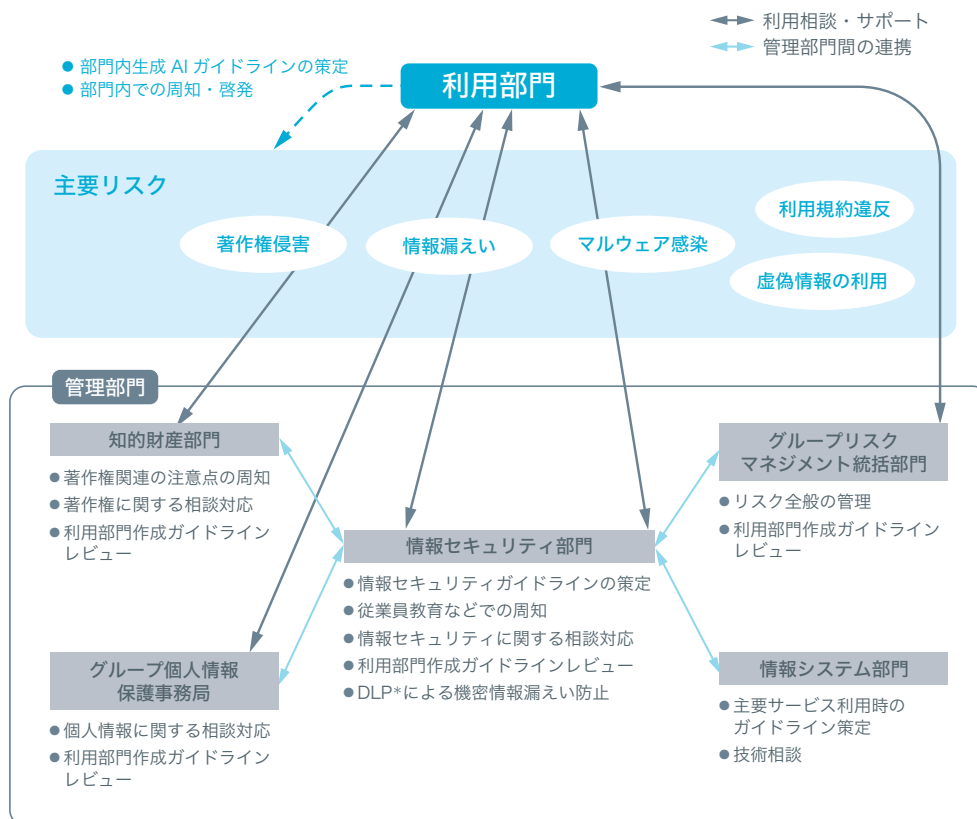 利用相談・サポート
管理部門間の連携
● 部門内生成 AI ガイドラインの策定
● 部門内での周知・啓発
利用部門
主要リスク
著作権侵害
情報漏えい
マルウェア感染
利用規約違反
虚偽情報の利用
管理部門
知的財産部門
● 著作権関連の注意点の周知
● 著作権に関する相談対応
● 利用部門作成ガイドライン
レビュー
グループ個人情報
保護事務局
● 個人情報に関する相談対応
● 利用部門作成ガイドライン
レビュー
情報セキュリティ部門
● 情報セキュリティガイドラインの策定
● 従業員教育などでの周知
● 情報セキュリティに関する相談対応
● 利用部門作成ガイドラインレビュー
● DLP*による機密情報漏えい防止
グループリスク
マネジメント統括部門
● リスク全般の管理
● 利用部門作成ガイドライン
レビュー
情報システム部門
● 主要サービス利用時の
ガイドライン策定
● 技術相談